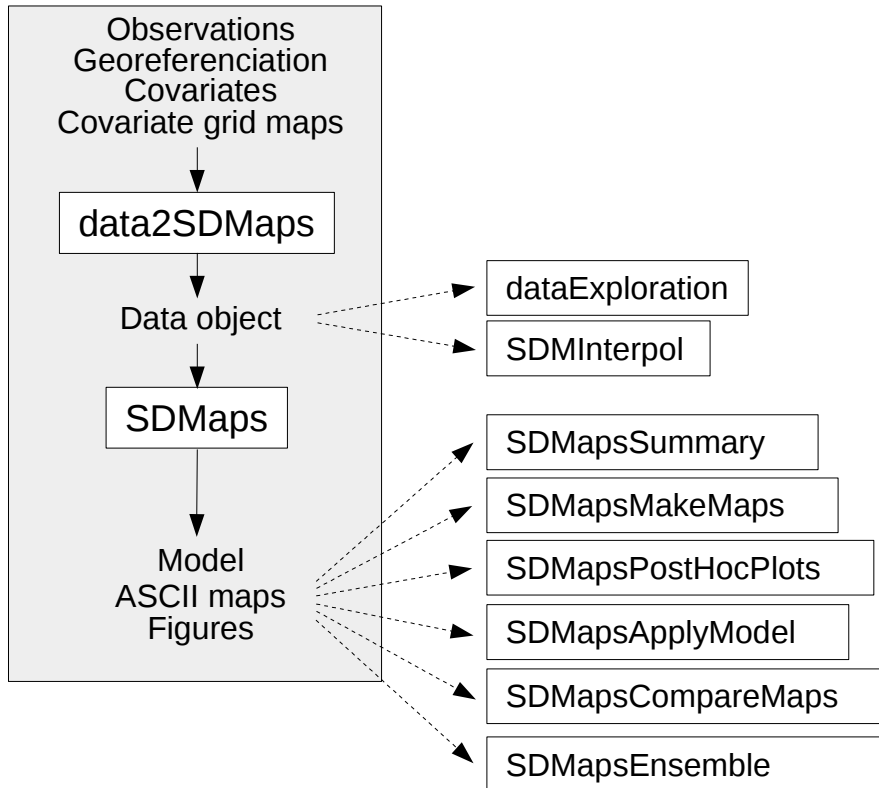 Observations
Georeferenciation
Covariates
Covariate grid maps
data2SDMaps
Data object
SDMaps
Model
ASCII maps
Figures
dataExploration
SDMInterpol
SDMapsSummary
SDMapsMakeMaps
SDMapsPostHocPlots
SDMapsApplyModel
SDMapsCompareMaps
SDMapsEnsemble